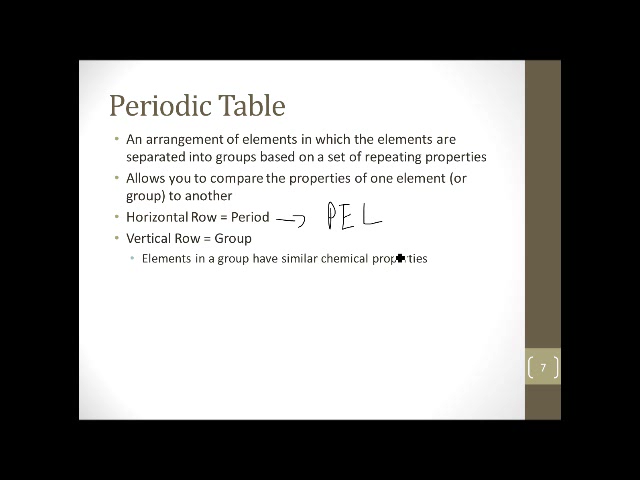 Periodic Table
• An arrangement of elements in which the elements are
separated into groups based on a set of repeating properties
• Allows you to compare the properties of one element (or
group) to another
• Horizontal Row = Period → PEL
• Vertical Row = Group
• Elements in a group have similar chemical properties
7